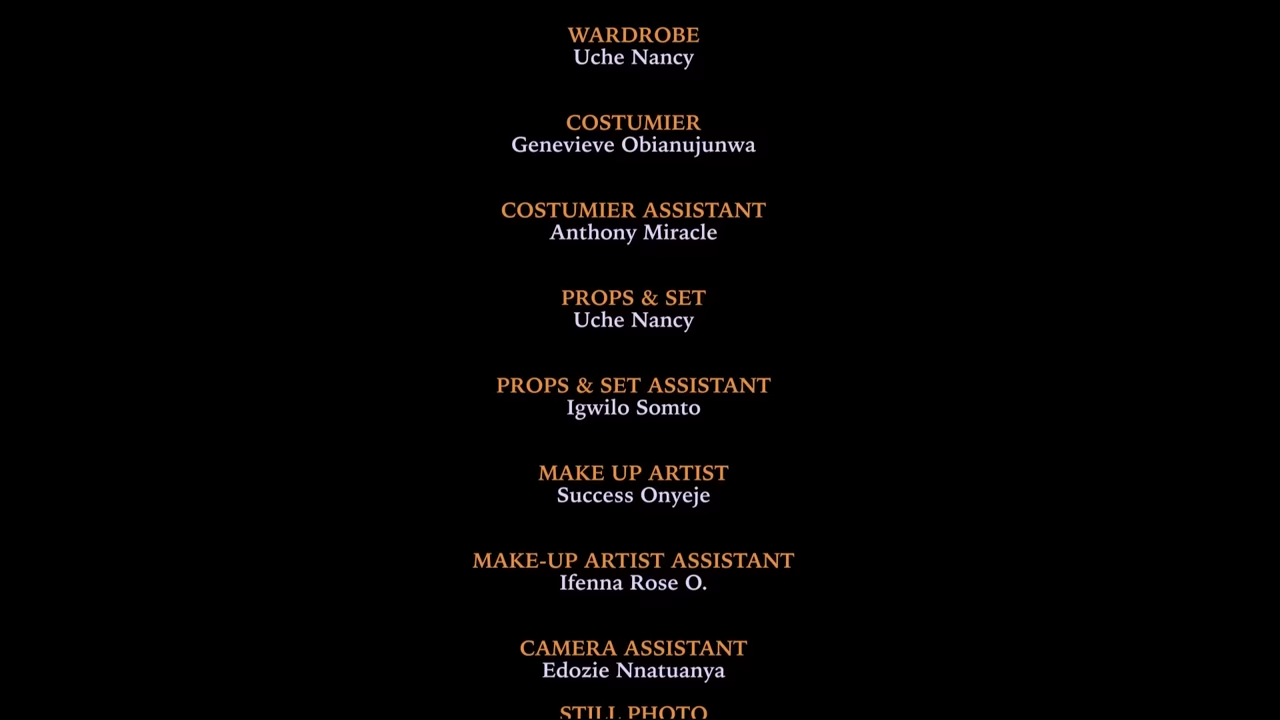 WARDROBE
Uche Nancy
COSTUMIER
Genevieve Obianujunwa
COSTUMIER ASSISTANT
Anthony Miracle
PROPS & SET
Uche Nancy
PROPS & SET ASSISTANT
Igwilo Somto
MAKE UP ARTIST
Success Onyeje
MAKE-UP ARTIST ASSISTANT
Ifenna Rose O.
CAMERA ASSISTANT
Edozie Nnatuanya
STILL PHOTO